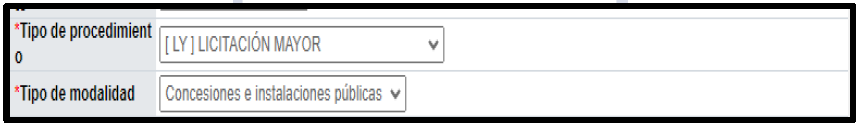 *Tipo de procedimient
o
[ LY ] LICITACIÓN MAYOR
*Tipo de modalidad
Concesiones e instalaciones públicas